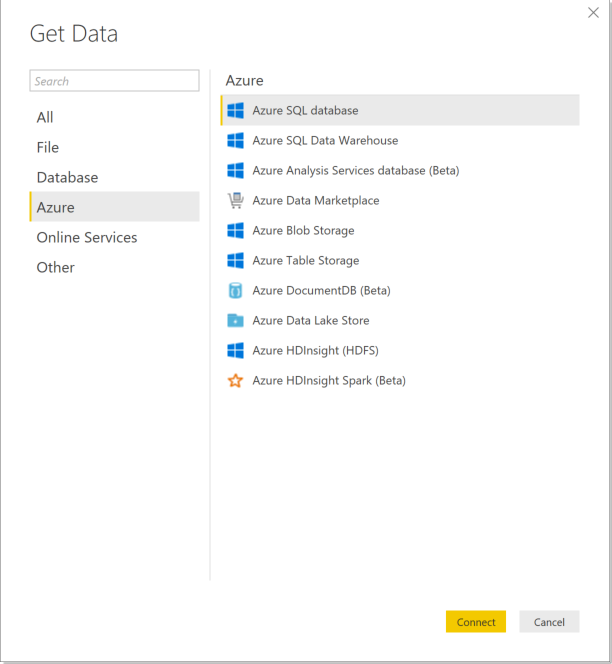 Get Data
Search
All
File
Database
Azure
Online Services
Other
Azure
Azure SQL database
Azure SQL Data Warehouse
Azure Analysis Services database (Beta)
Azure Data Marketplace
Azure Blob Storage
Azure Table Storage
Azure DocumentDB (Beta)
Azure Data Lake Store
Azure HDInsight (HDFS)
Azure HDInsight Spark (Beta)
Connect
Cancel